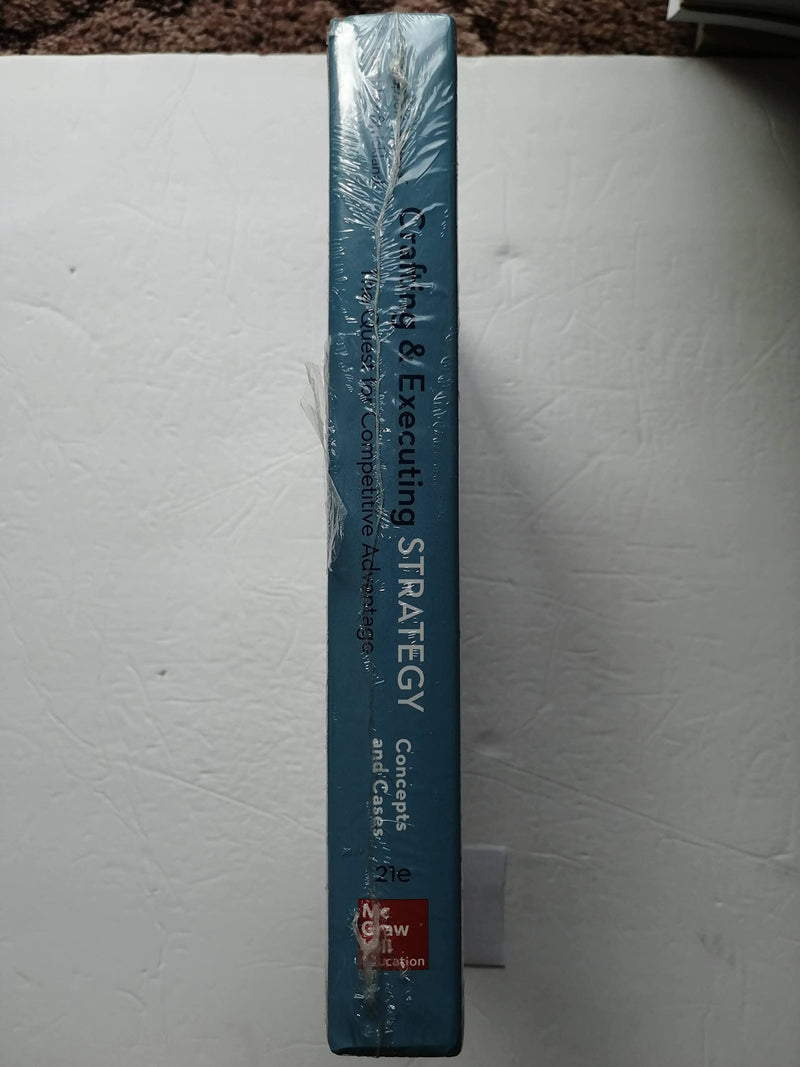 Crafting & Executing STRATEGY
The Quest for Competitive Advantage
Concepts
and Cases
21e
Mc
Graw
Hill
Education